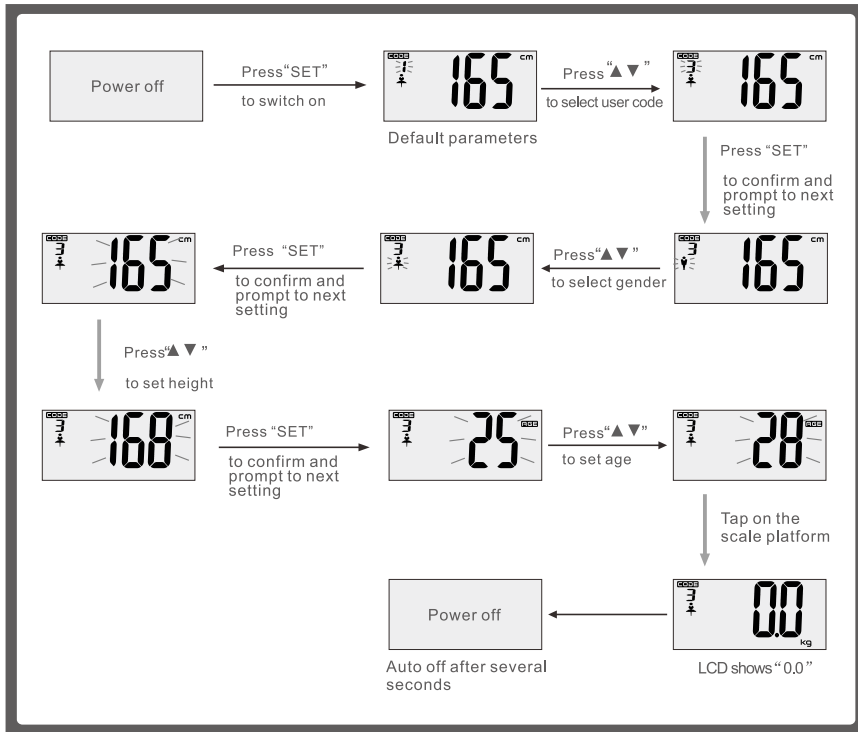 Power off
Press“SET”
to switch on
CODE
1
165 cm
Default parameters
Press “▲ ▼ ”
to select user code
CODE
3
165 cm
Press “SET”
to confirm and
prompt to next
setting
CODE
3
165 cm
Press“▲ ▼ ”
to select gender
CODE
3
165 cm
Press “SET”
to confirm and
prompt to next
setting
CODE
3
165 cm
Press“▲ ▼ ”
to set height
CODE
3
168 cm
Press “SET”
to confirm and
prompt to next
setting
CODE
3
25 AGE
Press“▲ ▼”
to set age
CODE
3
28 AGE
Tap on the
scale platform
CODE
3
0.0 kg
LCD shows “ 0.0 ”
Power off
Auto off after several
seconds